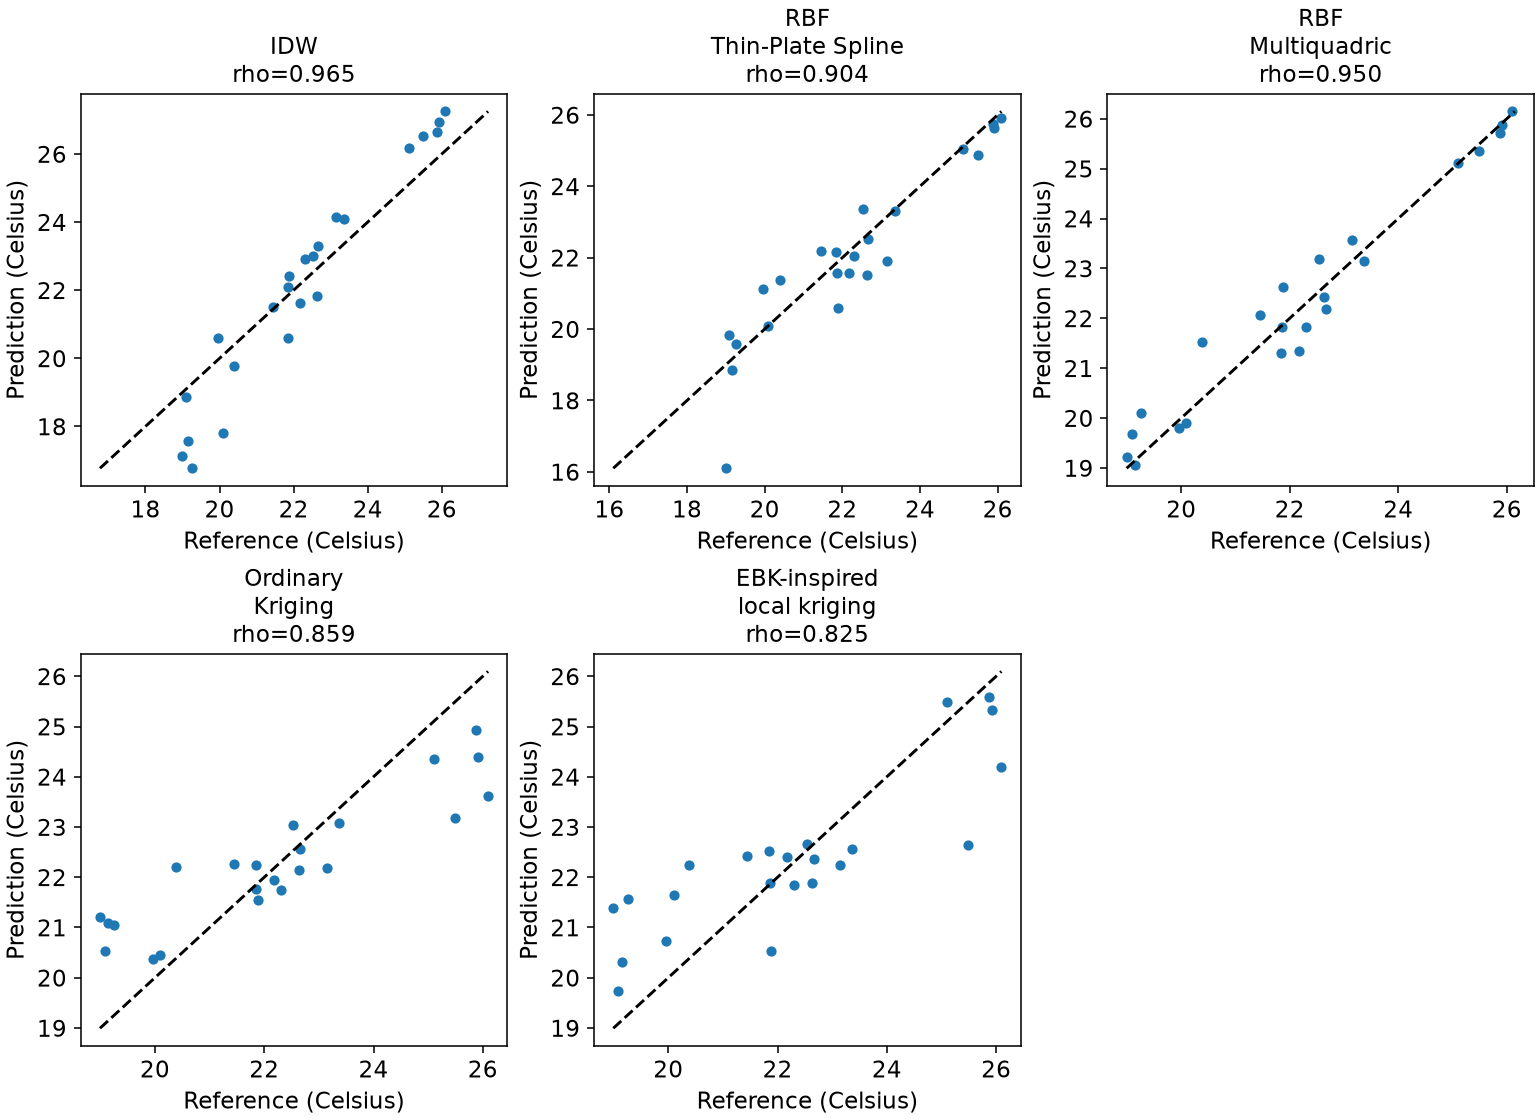 IDW
rho=0.965
Prediction (Celsius)
26
24
22
20
18
18 20 22 24 26
Reference (Celsius)
RBF
Thin-Plate Spline
rho=0.904
Prediction (Celsius)
26
24
22
20
18
16
16 18 20 22 24 26
Reference (Celsius)
RBF
Multiquadric
rho=0.950
Prediction (Celsius)
26
25
24
23
22
21
20
19
20 22 24 26
Reference (Celsius)
Ordinary
Kriging
rho=0.859
Prediction (Celsius)
26
25
24
23
22
21
20
19
20 22 24 26
Reference (Celsius)
EBK-inspired
local kriging
rho=0.825
Prediction (Celsius)
26
25
24
23
22
21
20
19
20 22 24 26
Reference (Celsius)